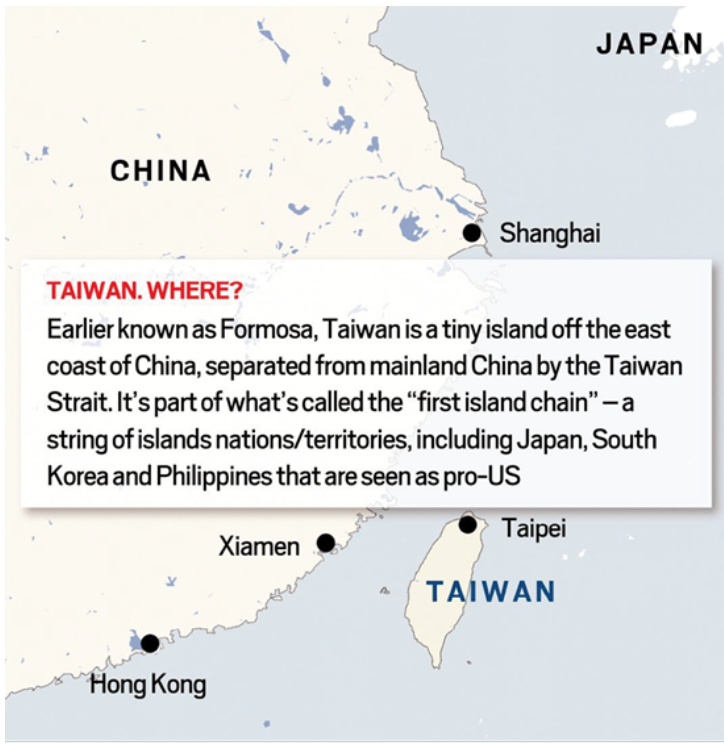 JAPAN
CHINA
Shanghai
TAIWAN. WHERE?
Earlier known as Formosa, Taiwan is a tiny island off the east
coast of China, separated from mainland China by the Taiwan
Strait. It's part of what's called the “first island chain” – a
string of islands nations/territories, including Japan, South
Korea and Philippines that are seen as pro-US
Taipei
Xiamen
TAIWAN
Hong Kong